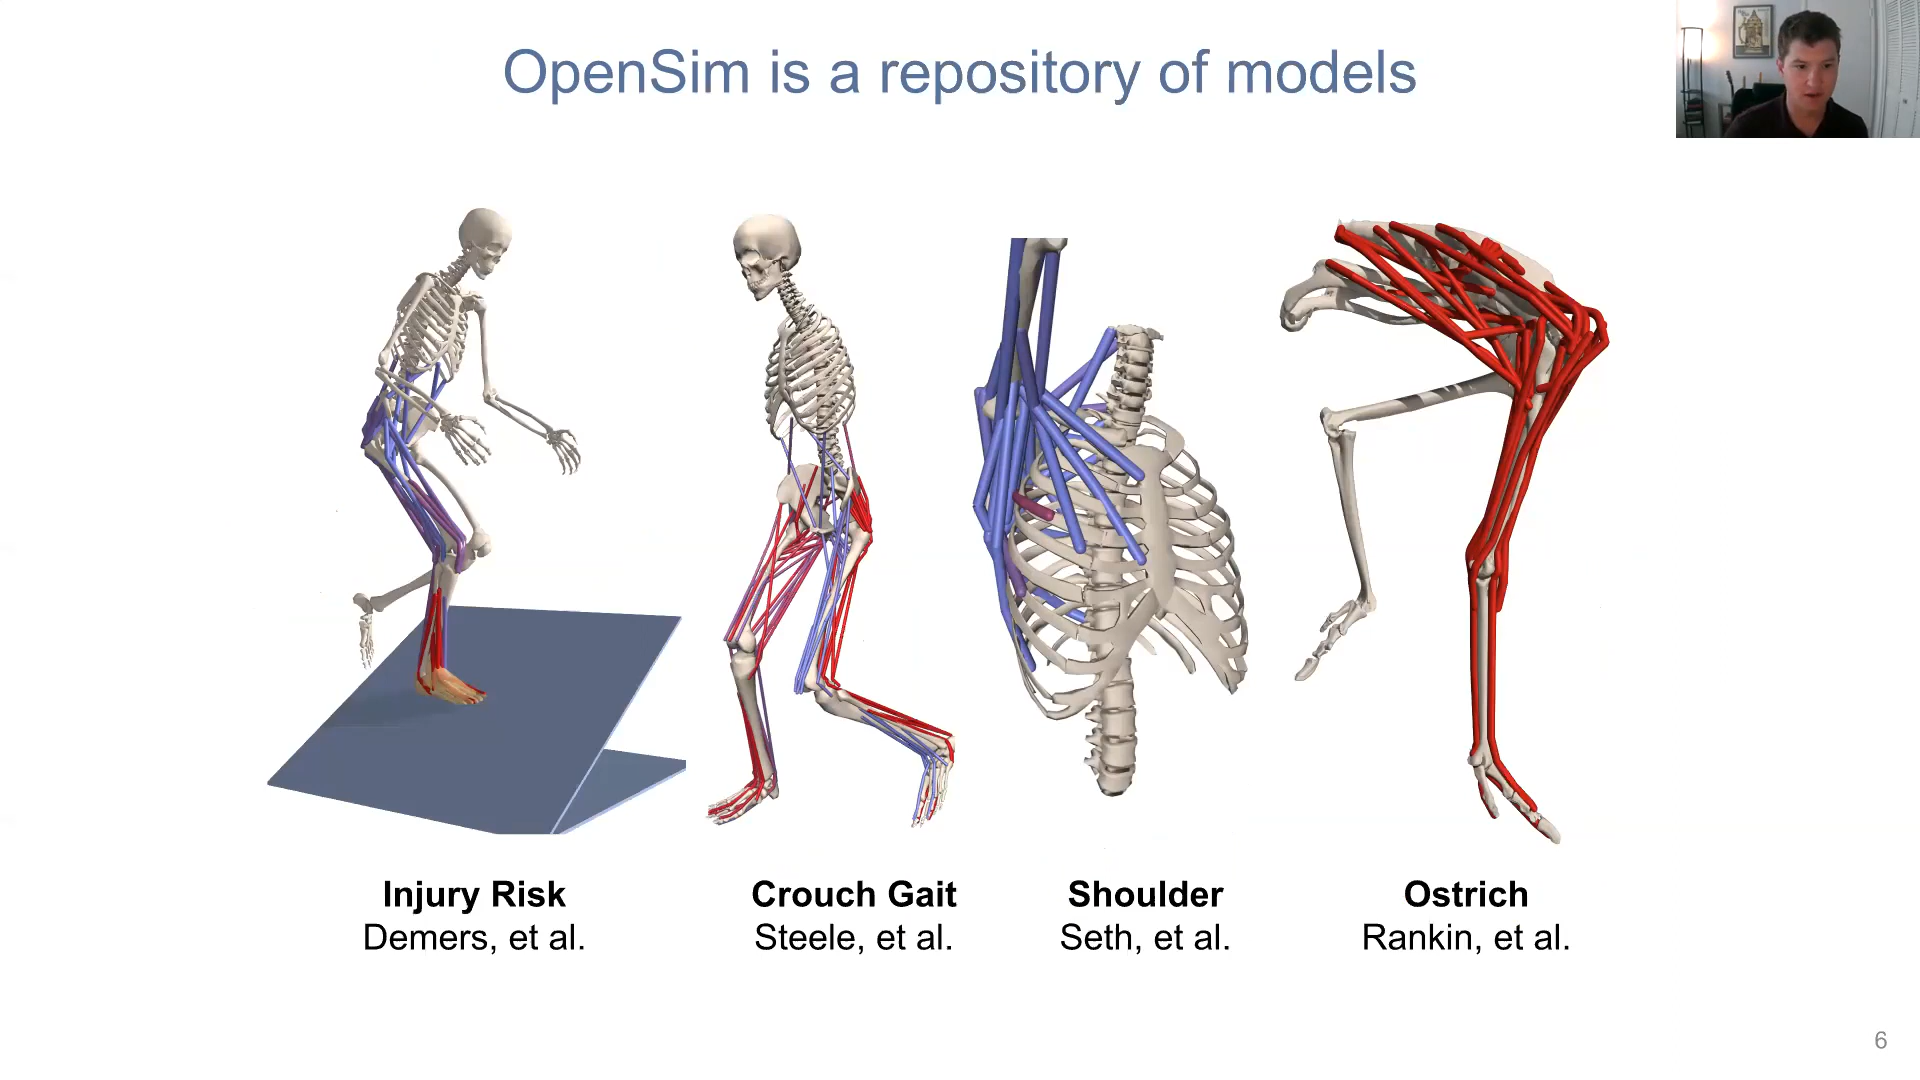 OpenSim is a repository of models
Injury Risk
Demers, et al.
Crouch Gait
Steele, et al.
Shoulder
Seth, et al.
Ostrich
Rankin, et al.
6